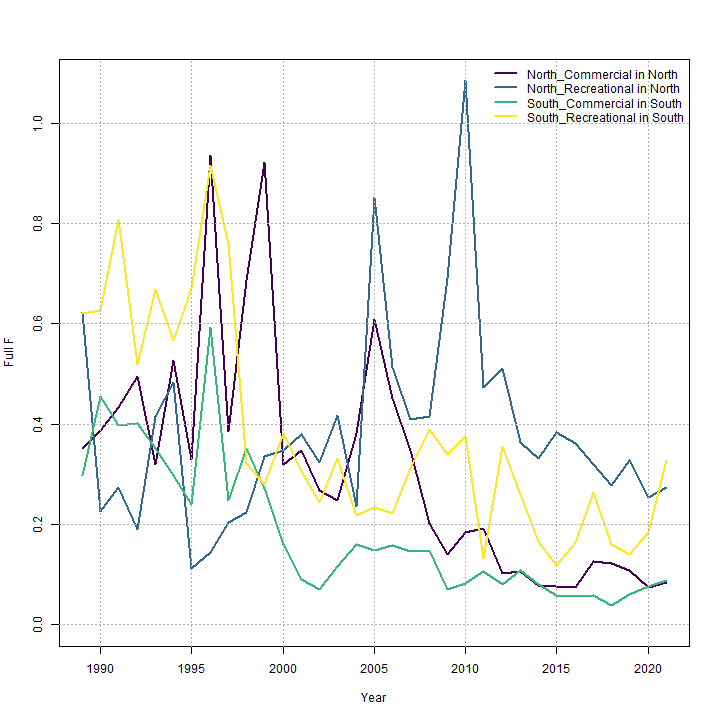 North_Commercial in North
North_Recreational in North
South_Commercial in South
South_Recreational in South
1.0
0.8
0.6
0.4
0.2
0.0
Full F
1990 1995 2000 2005 2010 2015 2020
Year